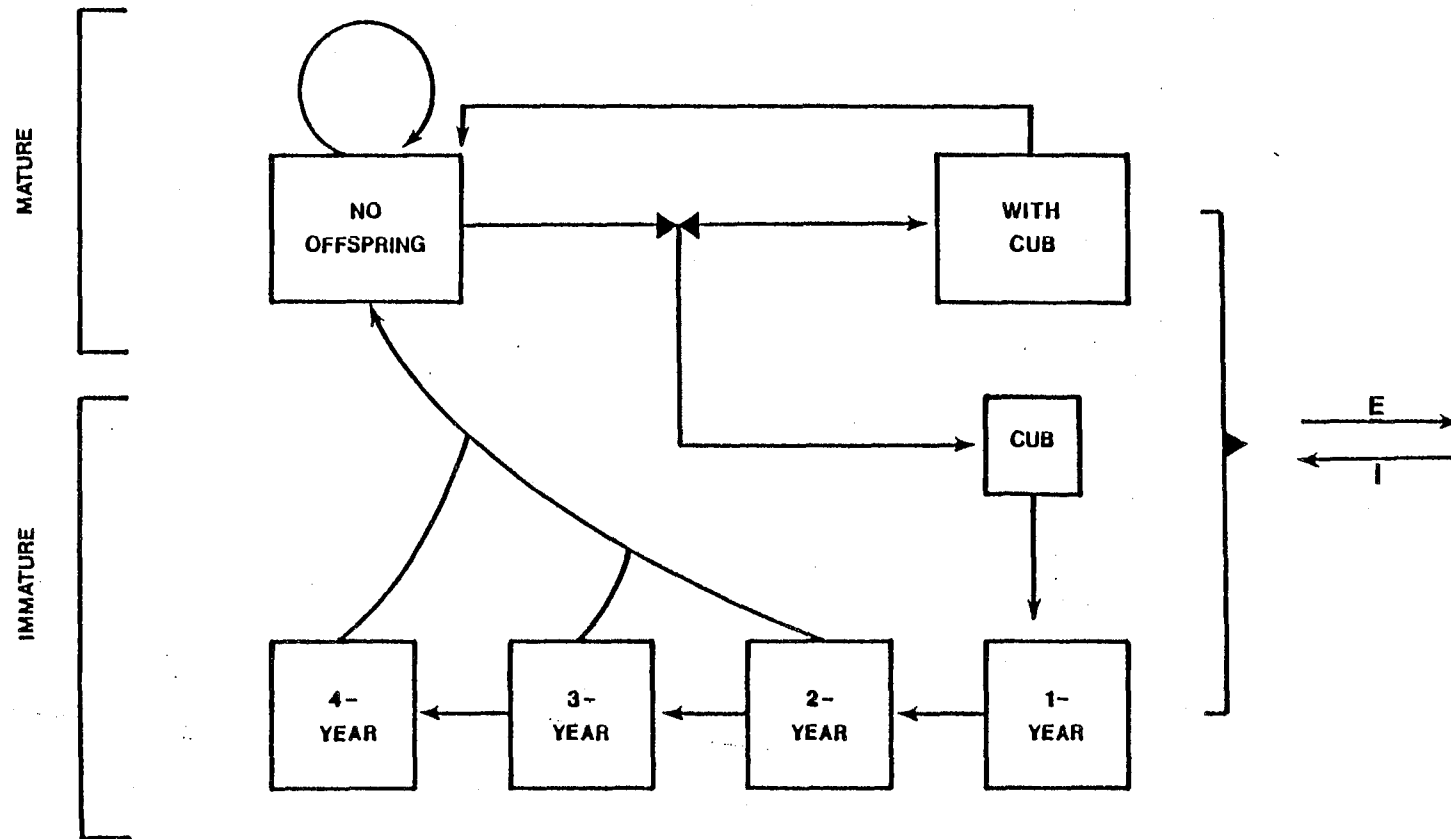 MATURE
NO
OFFSPRING
WITH
CUB
E
I
CUB
IMMATURE
4-
YEAR
3-
YEAR
2-
YEAR
1-
YEAR